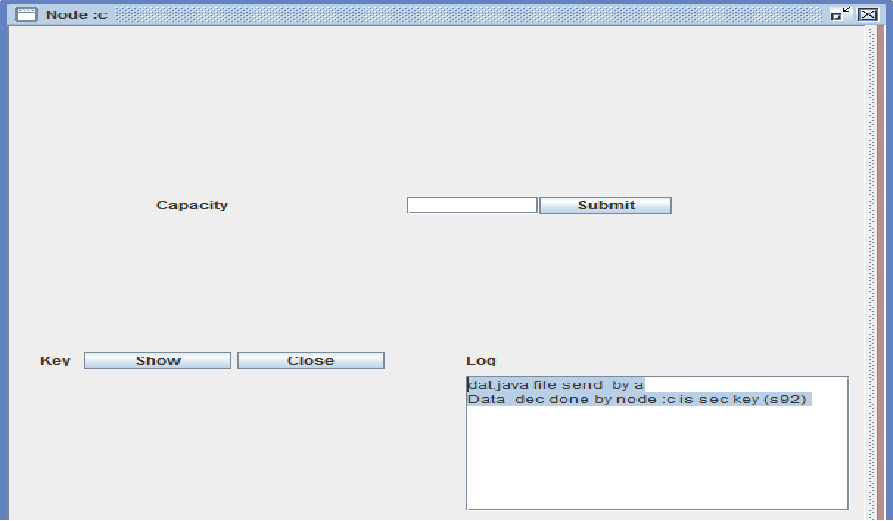 Node :c
Capacity
Submit
Key Show Close
Log
dat.java file send  by a
Data  dec done by node :c is sec key (s92)